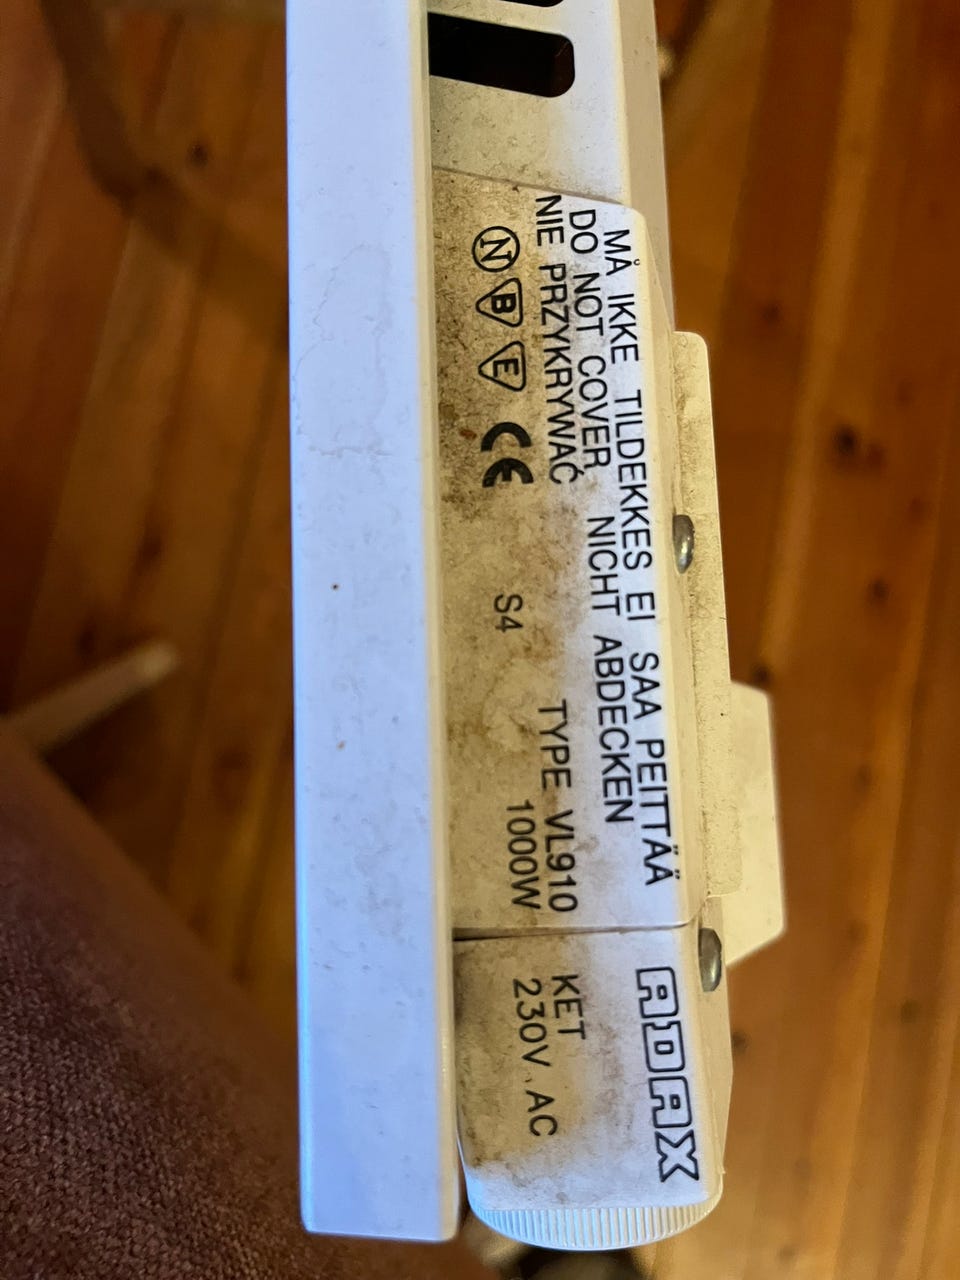 MÅ IKKE TILDEKKES EI SAA PEITTÄÄ
DO NOT COVER NICHT ABDECKEN
NIE PRZYKRYWAĆ
N B E CE S4 TYPE VL910
1000W
ADAX
KET
230V AC